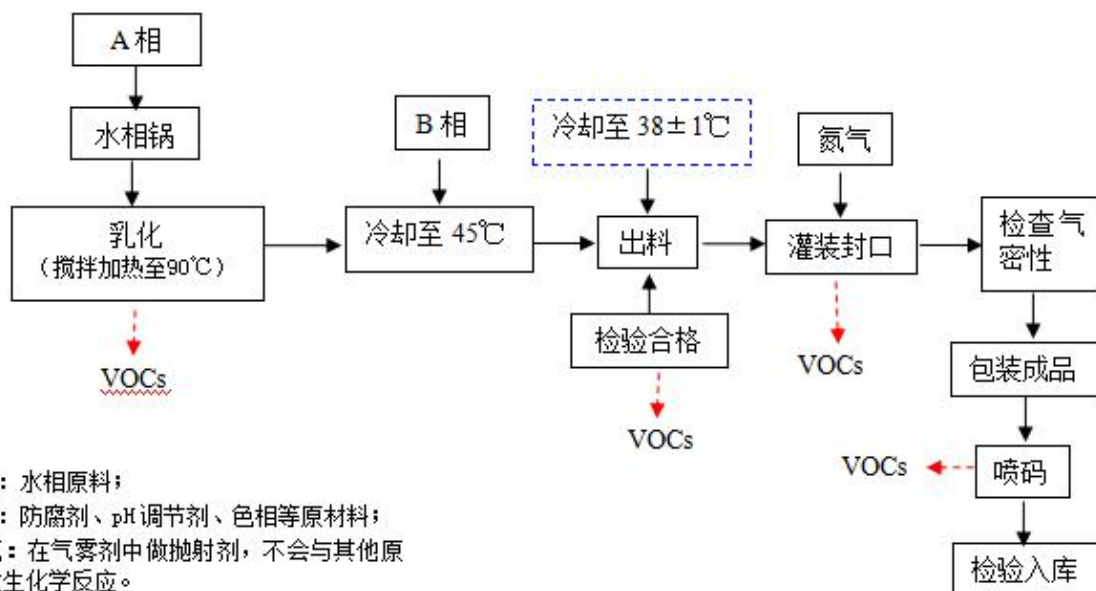 A相
水相锅
乳化
（搅拌加热至90℃）
VOCs
B相
冷却至 45℃
冷却至 38±1℃
出料
检验合格
VOCs
氮气
灌装封口
VOCs
检查气
密性
包装成品
喷码
VOCs
检验入库
：水相原料；
：防腐剂、pH调节剂、色相等原材料；
：在气雾剂中做抛射剂，不会与其他原
生化学反应。